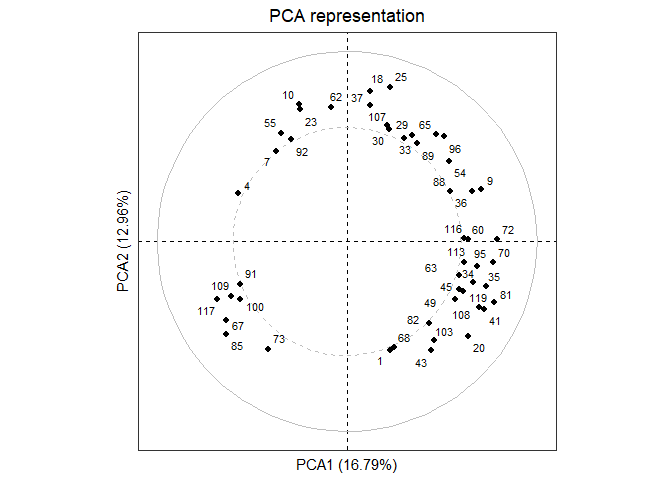 PCA representation
18 25
10 62 37
107 29 65
55 23
30 33 96
7 92 89
54
4 88 9
36
116 60 72
113 95 70
91 63 34 35
109 45
117 100 49 119 81
108 41
67 82
85 73 68 103 20
1 43
PCA2 (12.96%)
PCA1 (16.79%)